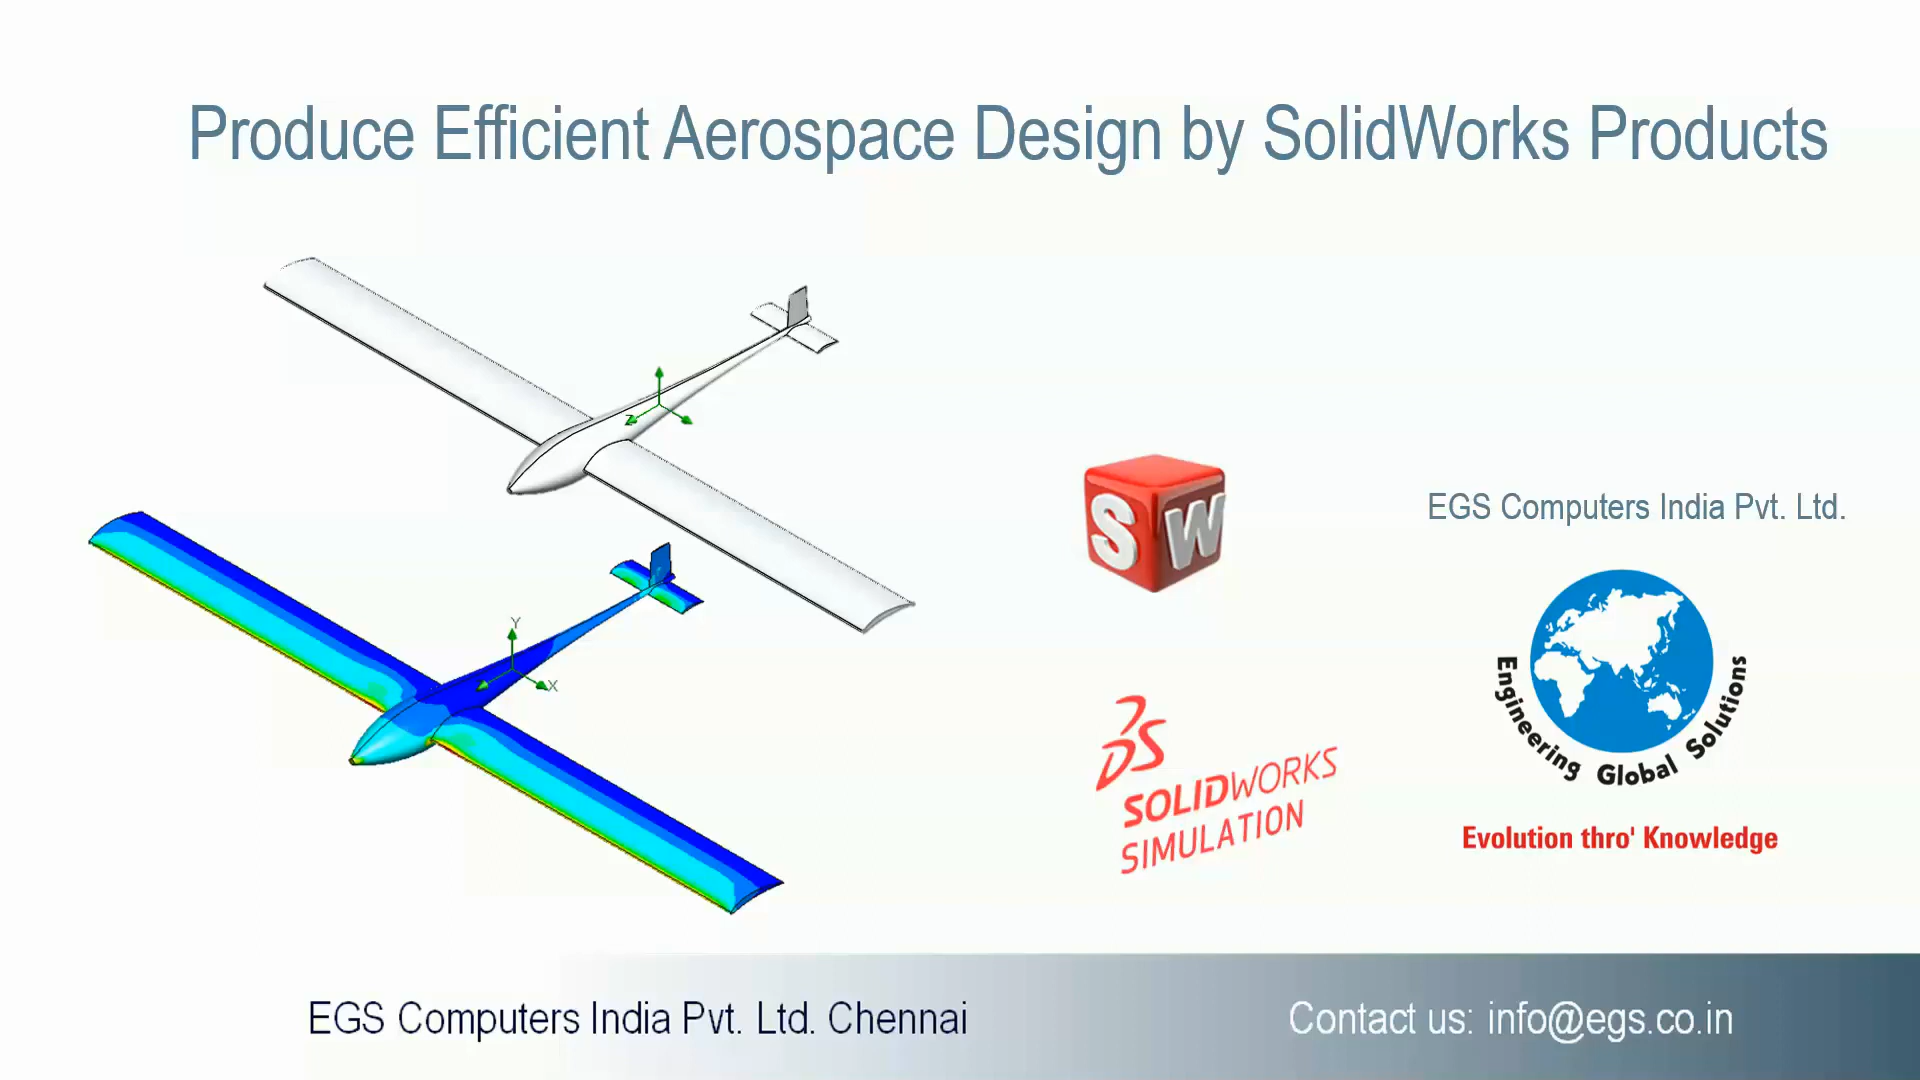 Produce Efficient Aerospace Design by SolidWorks Products
Z
Y
X
S W
EGS Computers India Pvt. Ltd.
Engineering Global Solutions
Evolution thro' Knowledge
DS
SOLIDWORKS
SIMULATION
EGS Computers India Pvt. Ltd. Chennai
Contact us: info@egs.co.in